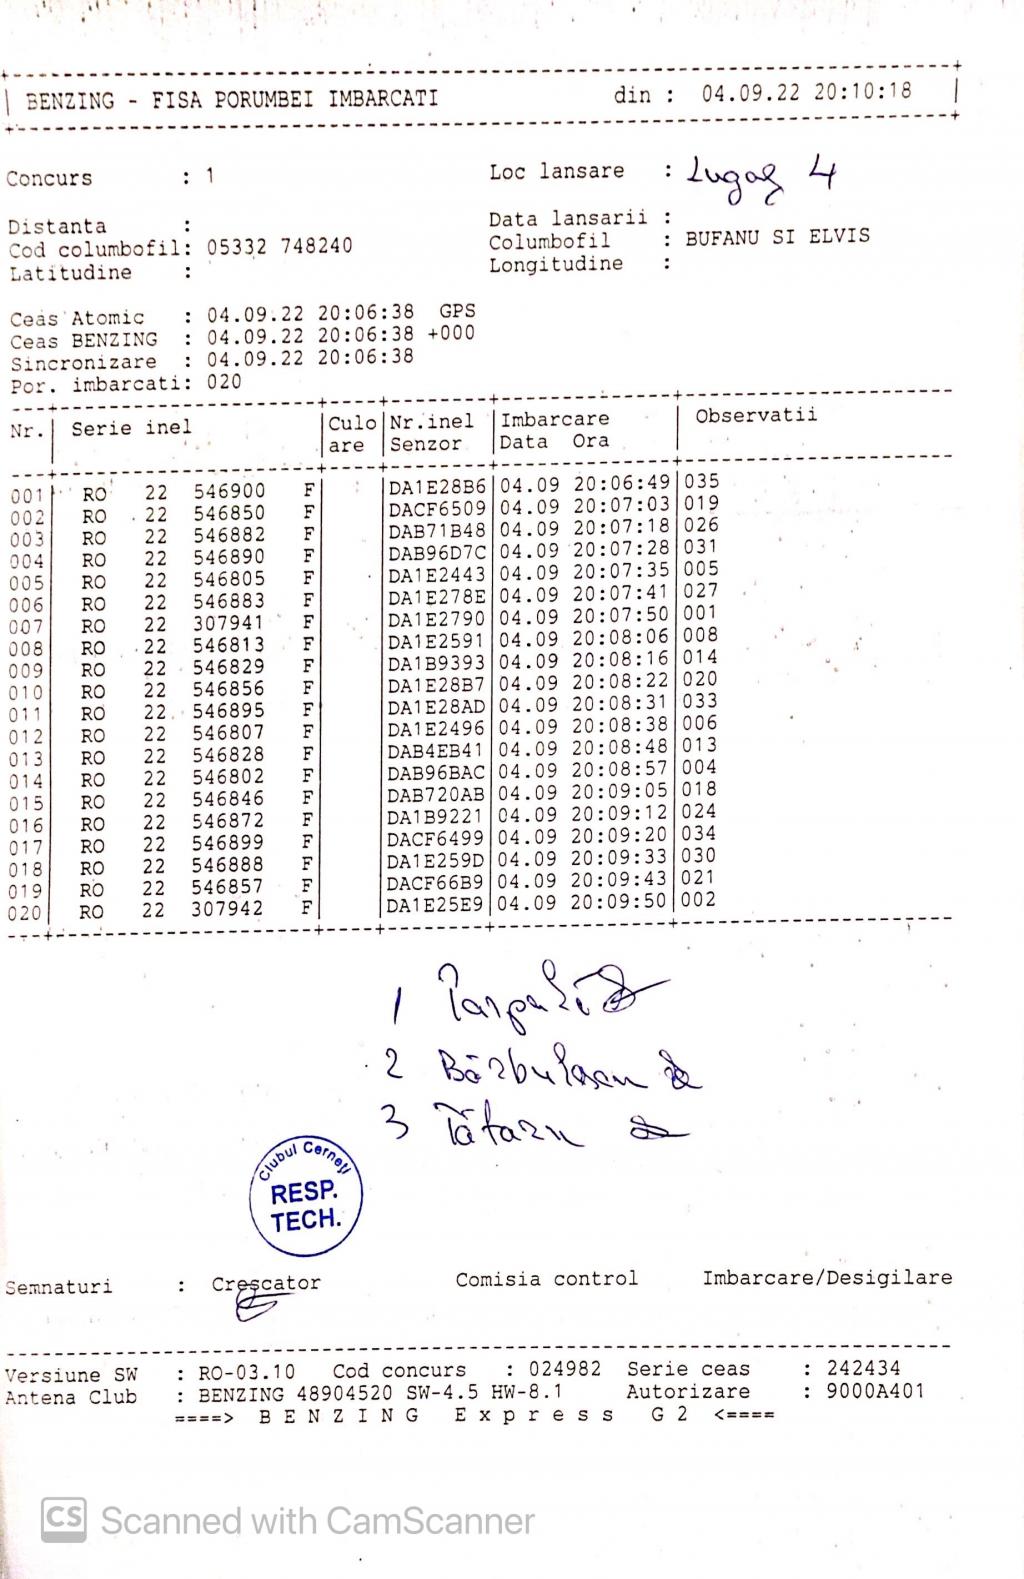 BENZING - FISA PORUMBEI IMBARCATI din : 04.09.22 20:10:18
Concurs : 1 Loc lansare : Lugoj 4
Distanta : Data lansarii :
Cod columbofil: 05332 748240 Columbofil : BUFANU SI ELVIS
Latitudine : Longitudine :
Ceas Atomic : 04.09.22 20:06:38 GPS
Ceas BENZING : 04.09.22 20:06:38 +000
Sincronizare : 04.09.22 20:06:38
Por. imbarcati: 020
Nr. Serie inel Culo Nr.inel Imbarcare Observatii
are Senzor Data Ora
001 RO 22 546900 F DA1E28B6 04.09 20:06:49 035
002 RO 22 546850 F DACF6509 04.09 20:07:03 019
003 RO 22 546882 F DAB71B48 04.09 20:07:18 026
004 RO 22 546890 F DAB96D7C 04.09 20:07:28 031
005 RO 22 546805 F DA1E2443 04.09 20:07:35 005
006 RO 22 546883 F DA1E278E 04.09 20:07:41 027
007 RO 22 307941 F DA1E2790 04.09 20:07:50 001
008 RO 22 546813 F DA1E2591 04.09 20:08:06 008
009 RO 22 546829 F DA1B9393 04.09 20:08:16 014
010 RO 22 546856 F DA1E28B7 04.09 20:08:22 020
011 RO 22 546895 F DA1E28AD 04.09 20:08:31 033
012 RO 22 546807 F DA1E2496 04.09 20:08:38 006
013 RO 22 546828 F DAB4EB41 04.09 20:08:48 013
014 RO 22 546802 F DAB96BAC 04.09 20:08:57 004
015 RO 22 546846 F DAB720AB 04.09 20:09:05 018
016 RO 22 546872 F DA1B9221 04.09 20:09:12 024
017 RO 22 546899 F DACF6499 04.09 20:09:20 034
018 RO 22 546888 F DA1E259D 04.09 20:09:33 030
019 RO 22 546857 F DACF66B9 04.09 20:09:43 021
020 RO 22 307942 F DA1E25E9 04.09 20:09:50 002
1
2 Bărbulescu
3 Tătaru
Clubul Cerneți
RESP.
TECH.
Semnaturi : Crescator Comisia control Imbarcare/Desigilare
Versiune SW : RO-03.10 Cod concurs : 024982 Serie ceas : 242434
Antena Club : BENZING 48904520 SW-4.5 HW-8.1 Autorizare : 9000A401
====> B E N Z I N G E x p r e s s G 2 <====
CS Scanned with CamScanner